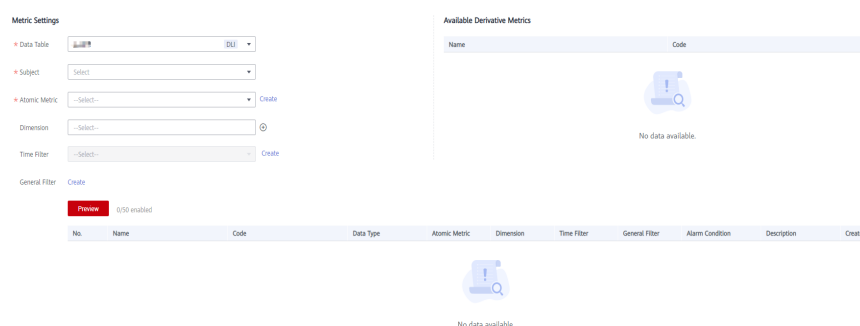 Metric Settings
* Data Table
DLI
* Subject
Select
* Atomic Metric
--Select--
Create
Dimension
--Select--
Time Filter
--Select--
Create
General Filter
Create
Available Derivative Metrics
Name Code
No data available.
Preview
0/50 enabled
No. Name Code Data Type Atomic Metric Dimension Time Filter General Filter Alarm Condition Description Creat
No data available